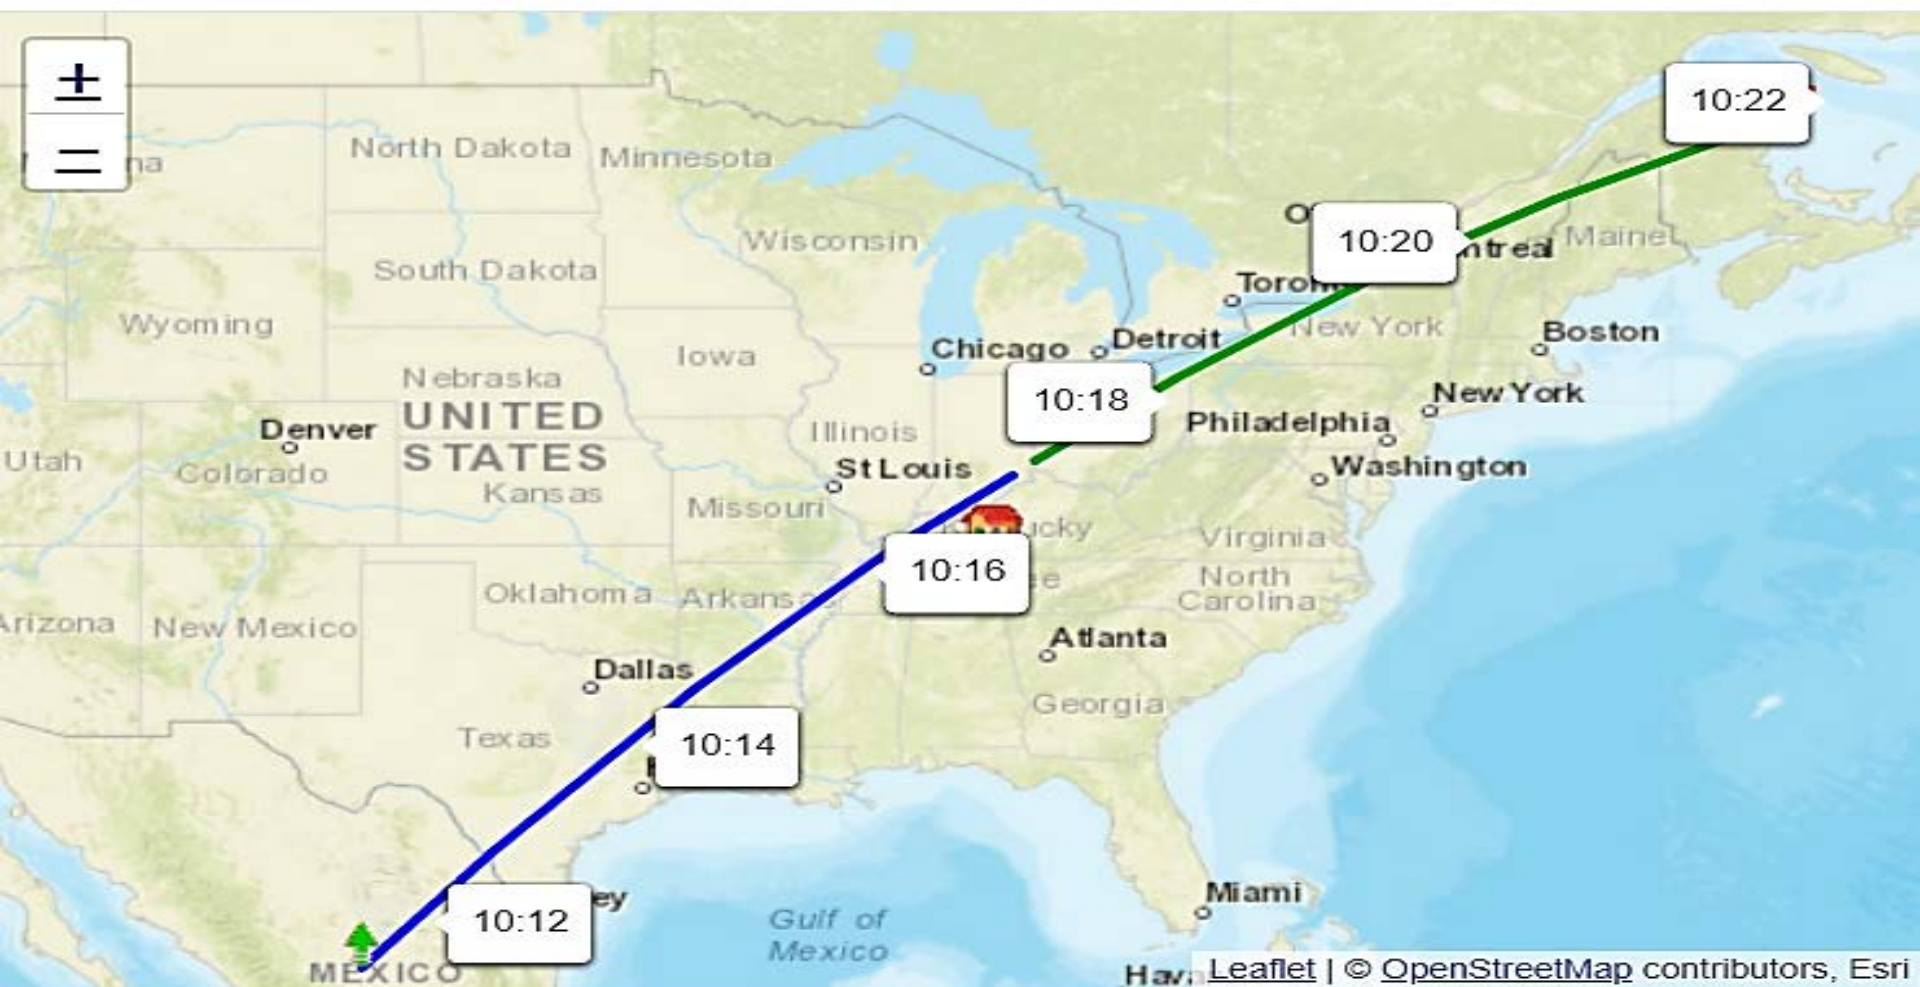 +
−
10:22
North Dakota
Minnesota
10:20
Maine
Wisconsin
South Dakota
New York
Wyoming
Boston
Detroit
Chicago
Iowa
Nebraska
10:18
New York
UNITED
STATES
Philadelphia
Denver
Illinois
Utah
St Louis
Washington
Colorado
Kansas
Missouri
Virginia
10:16
North
Carolina
Oklahoma
Arizona
New Mexico
Atlanta
Dallas
Georgia
Texas
10:14
Miami
10:12
Gulf of
Mexico
MEXICO
Leaflet | © OpenStreetMap contributors, Esri